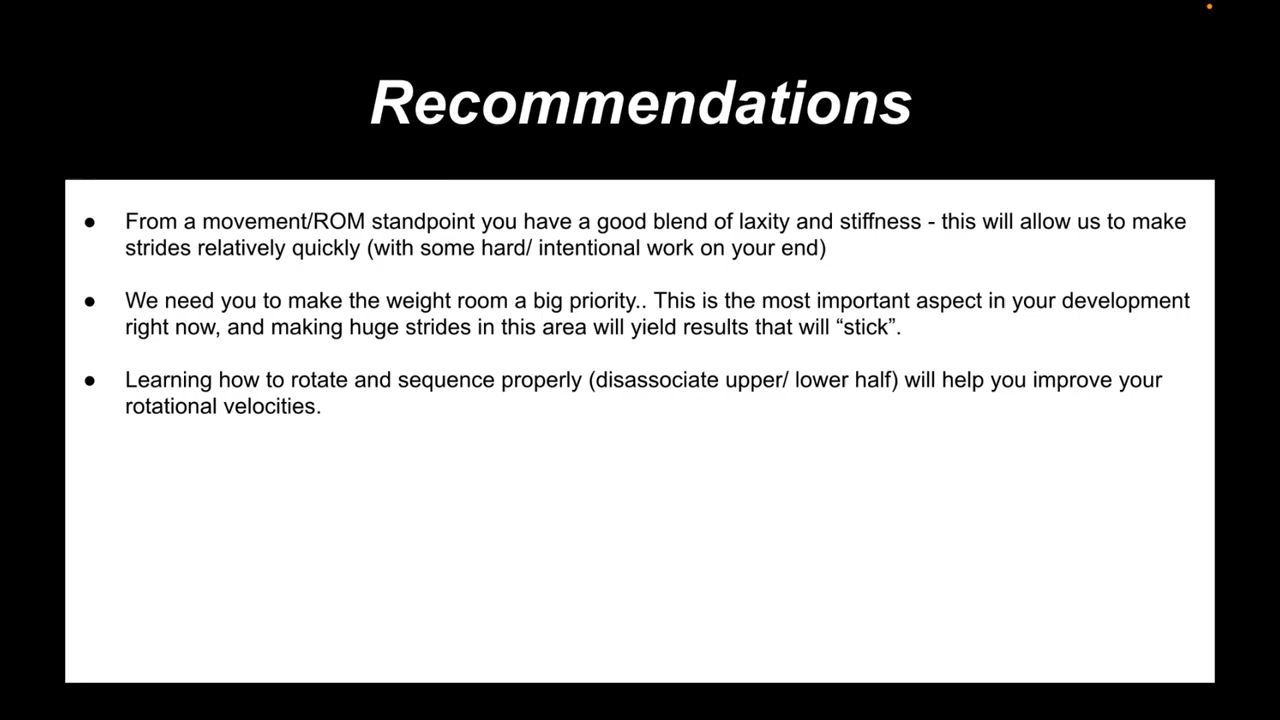 Recommendations
● From a movement/ROM standpoint you have a good blend of laxity and stiffness - this will allow us to make
strides relatively quickly (with some hard/ intentional work on your end)
● We need you to make the weight room a big priority.. This is the most important aspect in your development
right now, and making huge strides in this area will yield results that will “stick”.
● Learning how to rotate and sequence properly (disassociate upper/ lower half) will help you improve your
rotational velocities.